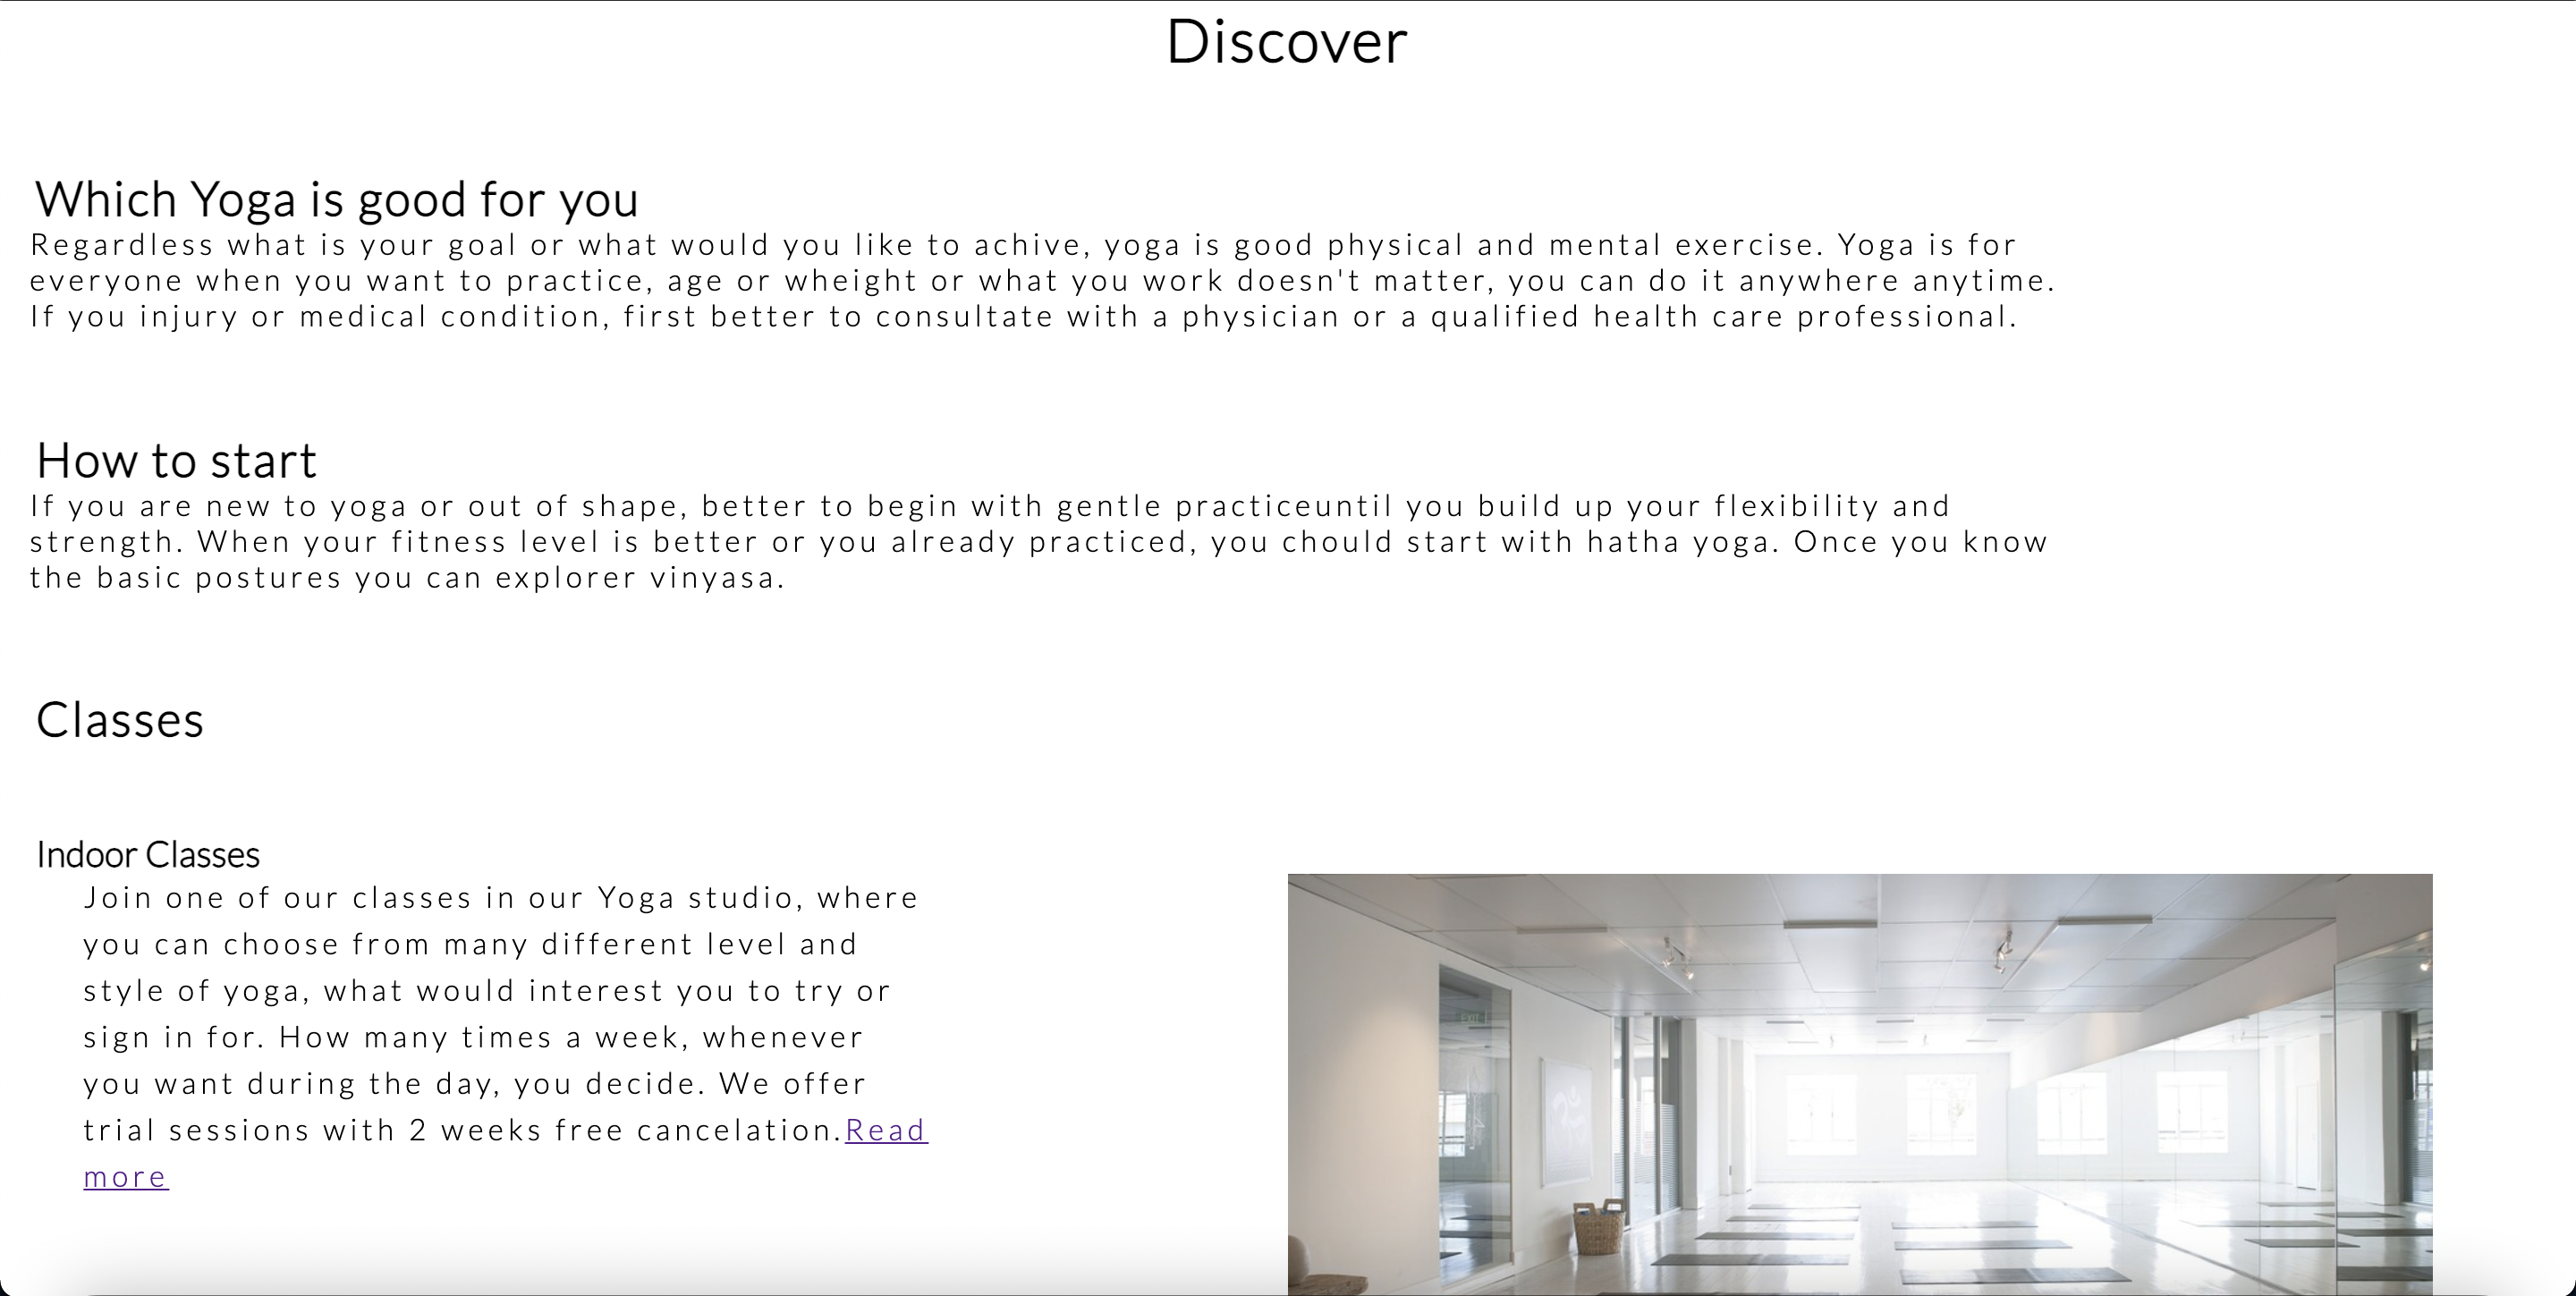 Discover
Which Yoga is good for you
Regardless what is your goal or what would you like to achive, yoga is good physical and mental exercise. Yoga is for
everyone when you want to practice, age or wheight or what you work doesn't matter, you can do it anywhere anytime.
If you injury or medical condition, first better to consultate with a physician or a qualified health care professional.
How to start
If you are new to yoga or out of shape, better to begin with gentle practiceuntil you build up your flexibility and
strength. When your fitness level is better or you already practiced, you chould start with hatha yoga. Once you know
the basic postures you can explorer vinyasa.
Classes
Indoor Classes
Join one of our classes in our Yoga studio, where
you can choose from many different level and
style of yoga, what would interest you to try or
sign in for. How many times a week, whenever
you want during the day, you decide. We offer
trial sessions with 2 weeks free cancelation.Read
more
EXIT